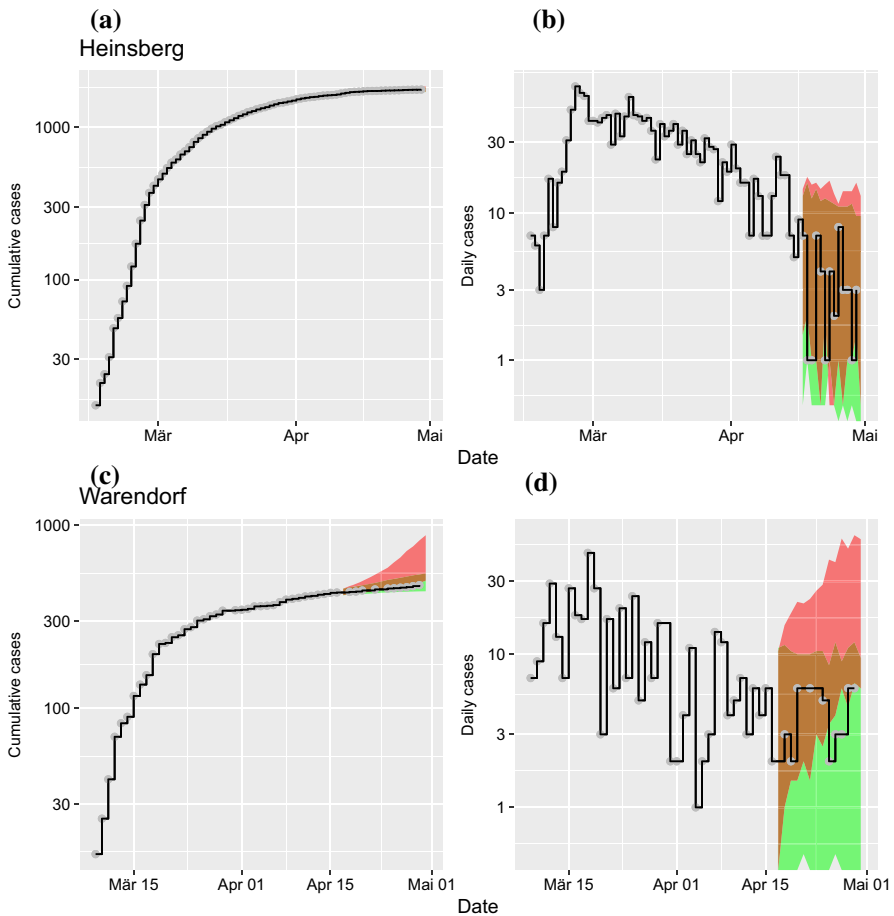 (a)
Heinsberg
Cumulative cases
1000
300
100
30
Mär Apr Mai
(b)
Daily cases
30
10
3
1
Mär Apr Mai
Date
(c)
Warendorf
Cumulative cases
1000
300
100
30
Mär 15 Apr 01 Apr 15 Mai 01
(d)
Daily cases
30
10
3
1
Mär 15 Apr 01 Apr 15 Mai 01
Date